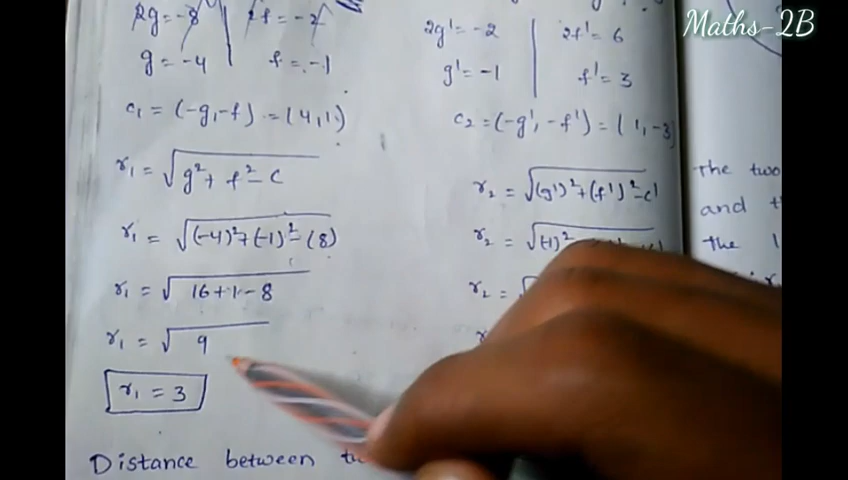 Maths-2B
2g = -8
2f = -2
g = -4
f = -1
c₁ = (-g, -f) = (4, 1)
r₁ = √g² + f² - c
r₁ = √(-4)² + (-1)² - (8)
r₁ = √16 + 1 - 8
r₁ = √9
r₁ = 3
Distance between
2g' = -2
2f' = 6
g' = -1
f' = 3
c₂ = (-g', -f') = (1, -3)
r₂ = √(g')² + (f')² - c'
r₂ = √(-1)²
r₂ = √
The two
and
the